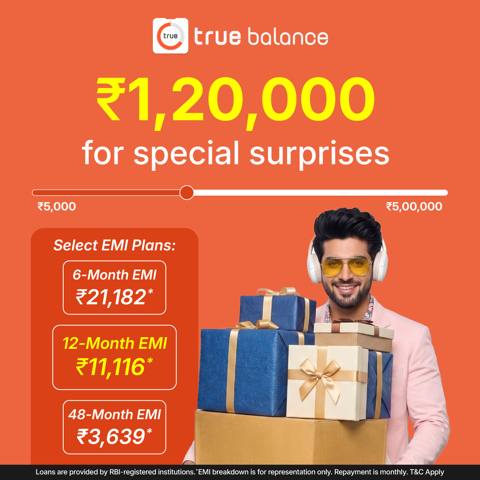 true
true balance
₹1,20,000
for special surprises
₹5,000
₹5,00,000
Select EMI Plans:
6-Month EMI
₹21,182*
12-Month EMI
₹11,116*
48-Month EMI
₹3,639*
Loans are provided by RBI-registered institutions. *EMI breakdown is for representation only. Repayment is monthly. T&C Apply